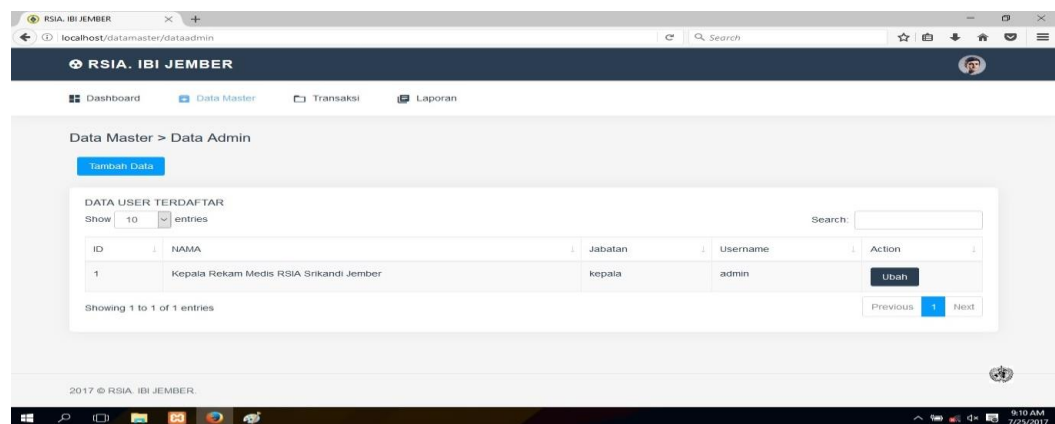 RSIA. IBI JEMBER
localhost/datamaster/dataadmin
Search
RSIA. IBI JEMBER
Dashboard Data Master Transaksi Laporan
Data Master > Data Admin
Tambah Data
DATA USER TERDAFTAR
Show 10 entries Search:
ID NAMA Jabatan Username Action
1 Kepala Rekam Medis RSIA Srikandi Jember kepala admin Ubah
Showing 1 to 1 of 1 entries Previous 1 Next
2017 © RSIA. IBI JEMBER.
9:10 AM
7/25/2017